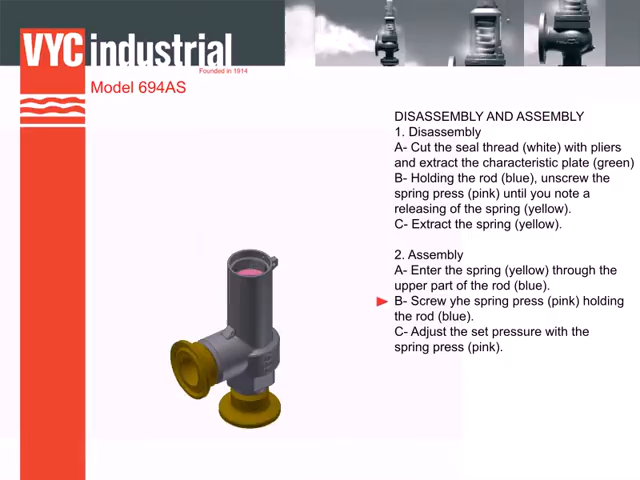 VYC industrial
Founded in 1914
Model 694AS
DISASSEMBLY AND ASSEMBLY
1. Disassembly
A- Cut the seal thread (white) with pliers
and extract the characteristic plate (green)
B- Holding the rod (blue), unscrew the
spring press (pink) until you note a
releasing of the spring (yellow).
C- Extract the spring (yellow).
2. Assembly
A- Enter the spring (yellow) through the
upper part of the rod (blue).
B- Screw yhe spring press (pink) holding
the rod (blue).
C- Adjust the set pressure with the
spring press (pink).